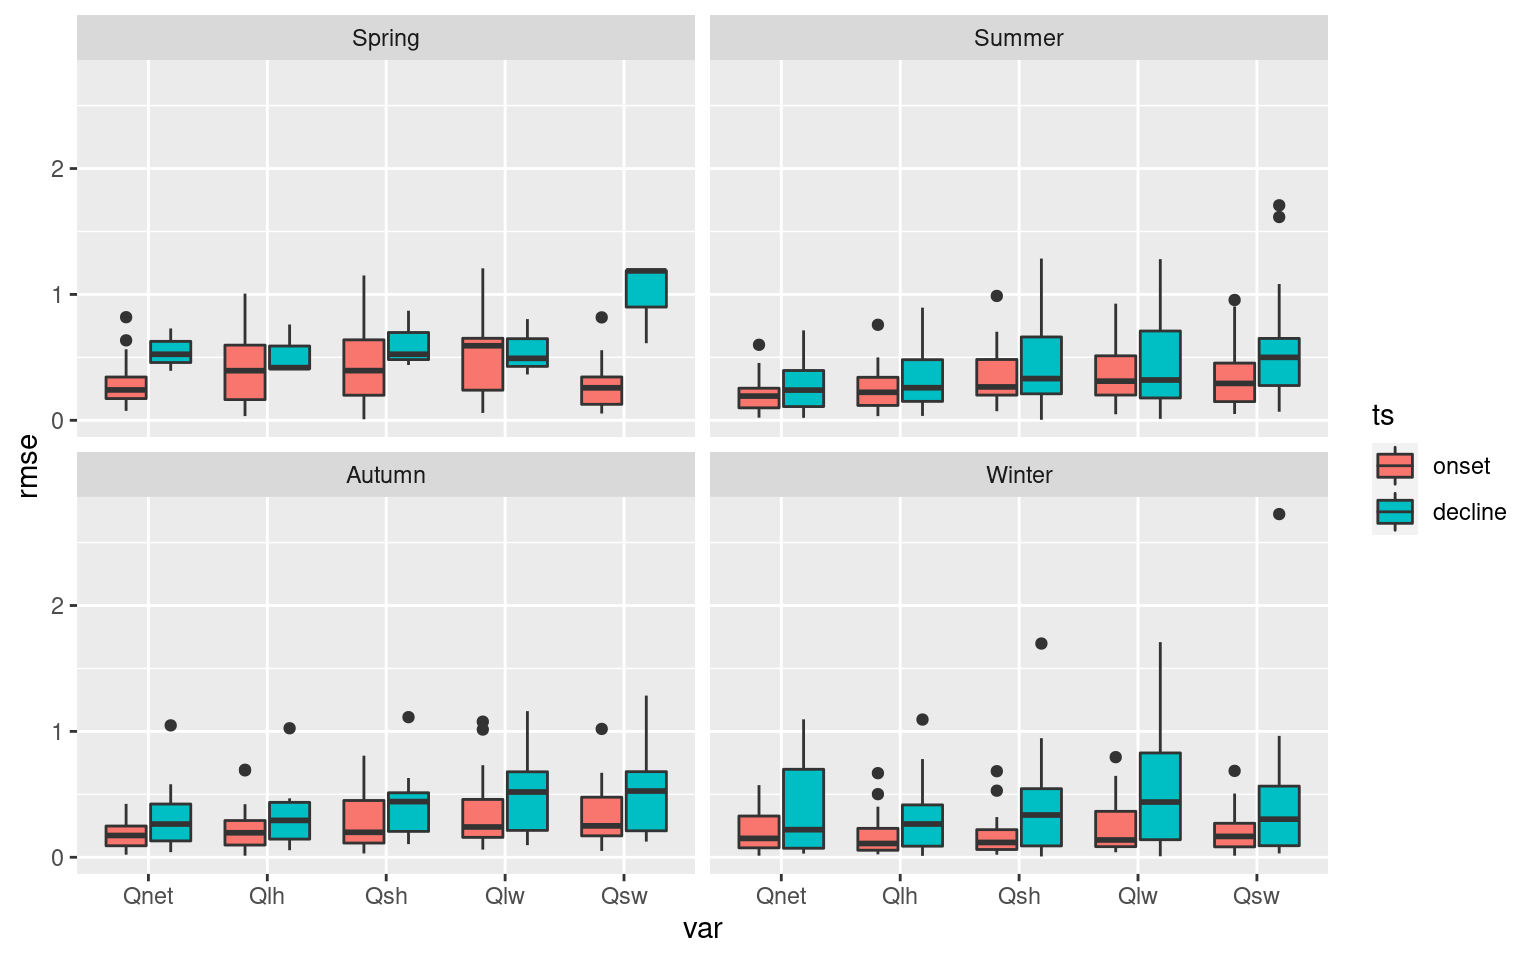 Spring
Summer
2
1
0
Autumn
Winter
2
1
0
Qnet Qlh Qsh Qlw Qsw
Qnet Qlh Qsh Qlw Qsw
var
rmse
ts
onset
decline